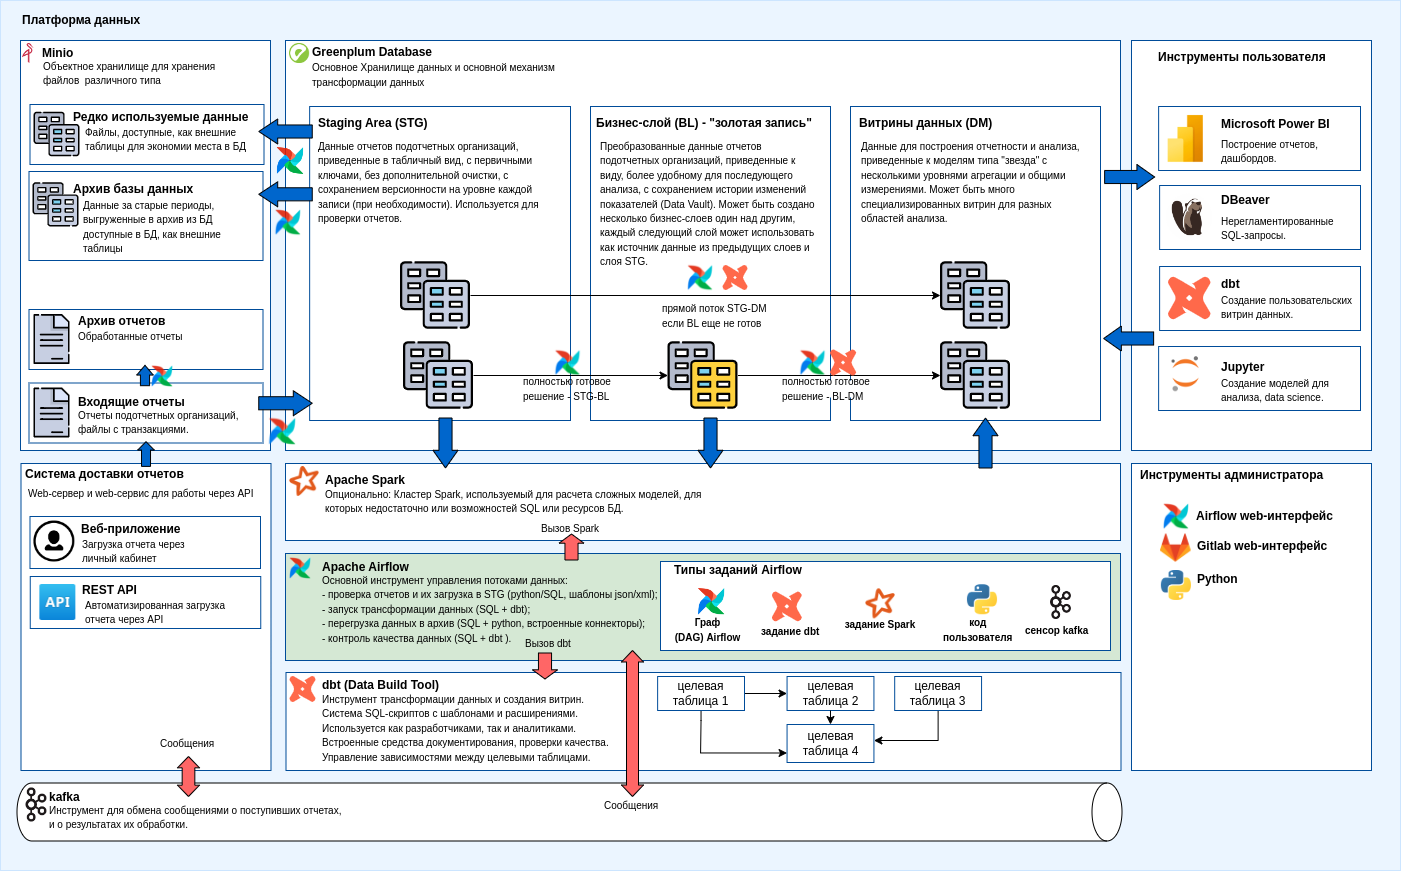 Платформа данных
Minio
Объектное хранилище для хранения
файлов различного типа
Редко используемые данные
Файлы, доступные, как внешние
таблицы для экономии места в БД
Архив базы данных
Данные за старые периоды,
выгруженные в архив из БД
доступные в БД, как внешние
таблицы
Архив отчетов
Обработанные отчеты
Входящие отчеты
Отчеты подотчетных организаций,
файлы с транзакциями.
Система доставки отчетов
Web-сервер и web-сервис для работы через API
Веб-приложение
Загрузка отчета через
личный кабинет
API
REST API
Автоматизированная загрузка
отчета через API
Сообщения
Greenplum Database
Основное Хранилище данных и основной механизм
трансформации данных
Staging Area (STG)
Данные отчетов подотчетных организаций,
приведенные в табличный вид, с первичными
ключами, без дополнительной очистки, с
сохранением версионности на уровне каждой
записи (при необходимости). Используется для
проверки отчетов.
Бизнес-слой (BL) - "золотая запись"
Преобразованные данные отчетов
подотчетных организаций, приведенные к
виду, более удобному для последующего
анализа, с сохранением истории изменений
показателей (Data Vault). Может быть создано
несколько бизнес-слоев один над другим,
каждый следующий слой может использовать
как источник данные из предыдущих слоев и
слоя STG.
Витрины данных (DM)
Данные для построения отчетности и анализа,
приведенные к моделям типа "звезда" с
несколькими уровнями агрегации и общими
измерениями. Может быть много
специализированных витрин для разных
областей анализа.
прямой поток STG-DM
если BL еще не готов
полностью готовое
решение - STG-BL
полностью готовое
решение - BL-DM
Apache Spark
Опционально: Кластер Spark, используемый для расчета сложных моделей, для
которых недостаточно или возможностей SQL или ресурсов БД.
Вызов Spark
Apache Airflow
Основной инструмент управления потоками данных:
- проверка отчетов и их загрузка в STG (python/SQL, шаблоны json/xml);
- запуск трансформации данных (SQL + dbt);
- перегрузка данных в архив (SQL + python, встроенные коннекторы);
- контроль качества данных (SQL + dbt ).
Вызов dbt
Типы заданий Airflow
Граф
(DAG) Airflow
задание dbt
задание Spark
код
пользователя
сенсор kafka
dbt (Data Build Tool)
Инструмент трансформации данных и создания витрин.
Система SQL-скриптов с шаблонами и расширениями.
Используется как разработчиками, так и аналитиками.
Встроенные средства документирования, проверки качества.
Управление зависимостями между целевыми таблицами.
целевая
таблица 1
целевая
таблица 2
целевая
таблица 3
целевая
таблица 4
kafka
Инструмент для обмена сообщениями о поступивших отчетах,
и о результатах их обработки.
Сообщения
Инструменты пользователя
Microsoft Power BI
Построение отчетов,
дашбордов.
DBeaver
Нерегламентированные
SQL-запросы.
dbt
Создание пользовательских
витрин данных.
Jupyter
Создание моделей для
анализа, data science.
Инструменты администратора
Airflow web-интерфейс
Gitlab web-интерфейс
Python